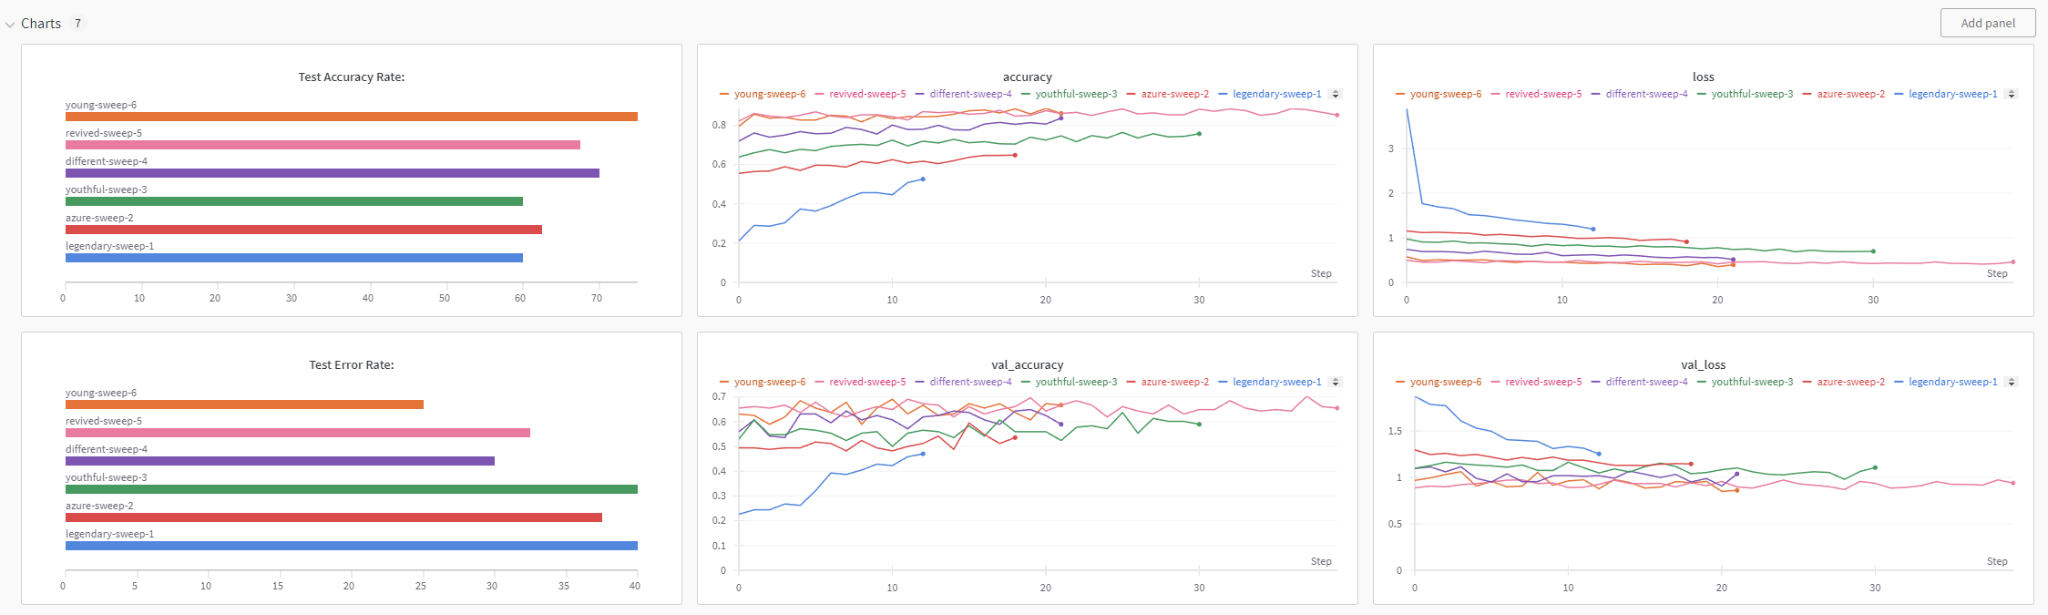 Charts 7
Add panel
Test Accuracy Rate:
young-sweep-6
revived-sweep-5
different-sweep-4
youthful-sweep-3
azure-sweep-2
legendary-sweep-1
0 10 20 30 40 50 60 70
accuracy
young-sweep-6 revived-sweep-5 different-sweep-4 youthful-sweep-3 azure-sweep-2 legendary-sweep-1
0.8
0.6
0.4
0.2
0
Step
0 10 20 30
loss
young-sweep-6 revived-sweep-5 different-sweep-4 youthful-sweep-3 azure-sweep-2 legendary-sweep-1
3
2
1
0
Step
0 10 20 30
Test Error Rate:
young-sweep-6
revived-sweep-5
different-sweep-4
youthful-sweep-3
azure-sweep-2
legendary-sweep-1
0 5 10 15 20 25 30 35 40
val_accuracy
young-sweep-6 revived-sweep-5 different-sweep-4 youthful-sweep-3 azure-sweep-2 legendary-sweep-1
0.7
0.6
0.5
0.4
0.3
0.2
0.1
0
Step
0 10 20 30
val_loss
young-sweep-6 revived-sweep-5 different-sweep-4 youthful-sweep-3 azure-sweep-2 legendary-sweep-1
1.5
1
0.5
0
Step
0 10 20 30